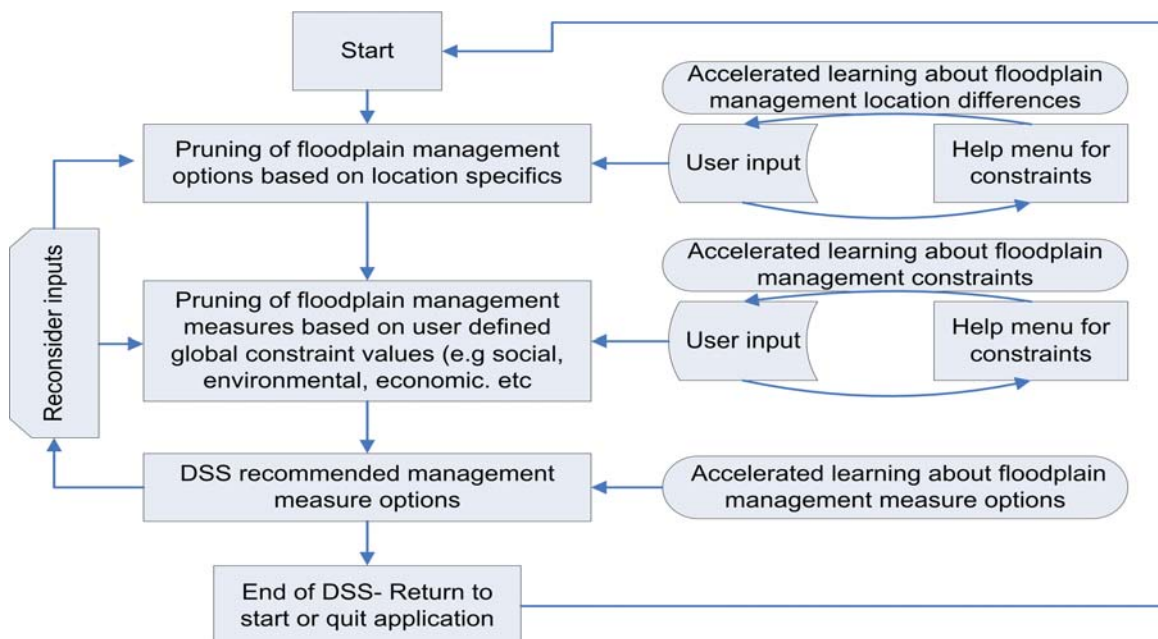 Start
Accelerated learning about floodplain
management location differences
Pruning of floodplain management
options based on location specifics
User input
Help menu for
constraints
Reconsider inputs
Accelerated learning about floodplain
management constraints
Pruning of floodplain management
measures based on user defined
global constraint values (e.g social,
environmental, economic. etc
User input
Help menu for
constraints
DSS recommended management
measure options
Accelerated learning about floodplain
management measure options
End of DSS- Return to
start or quit application